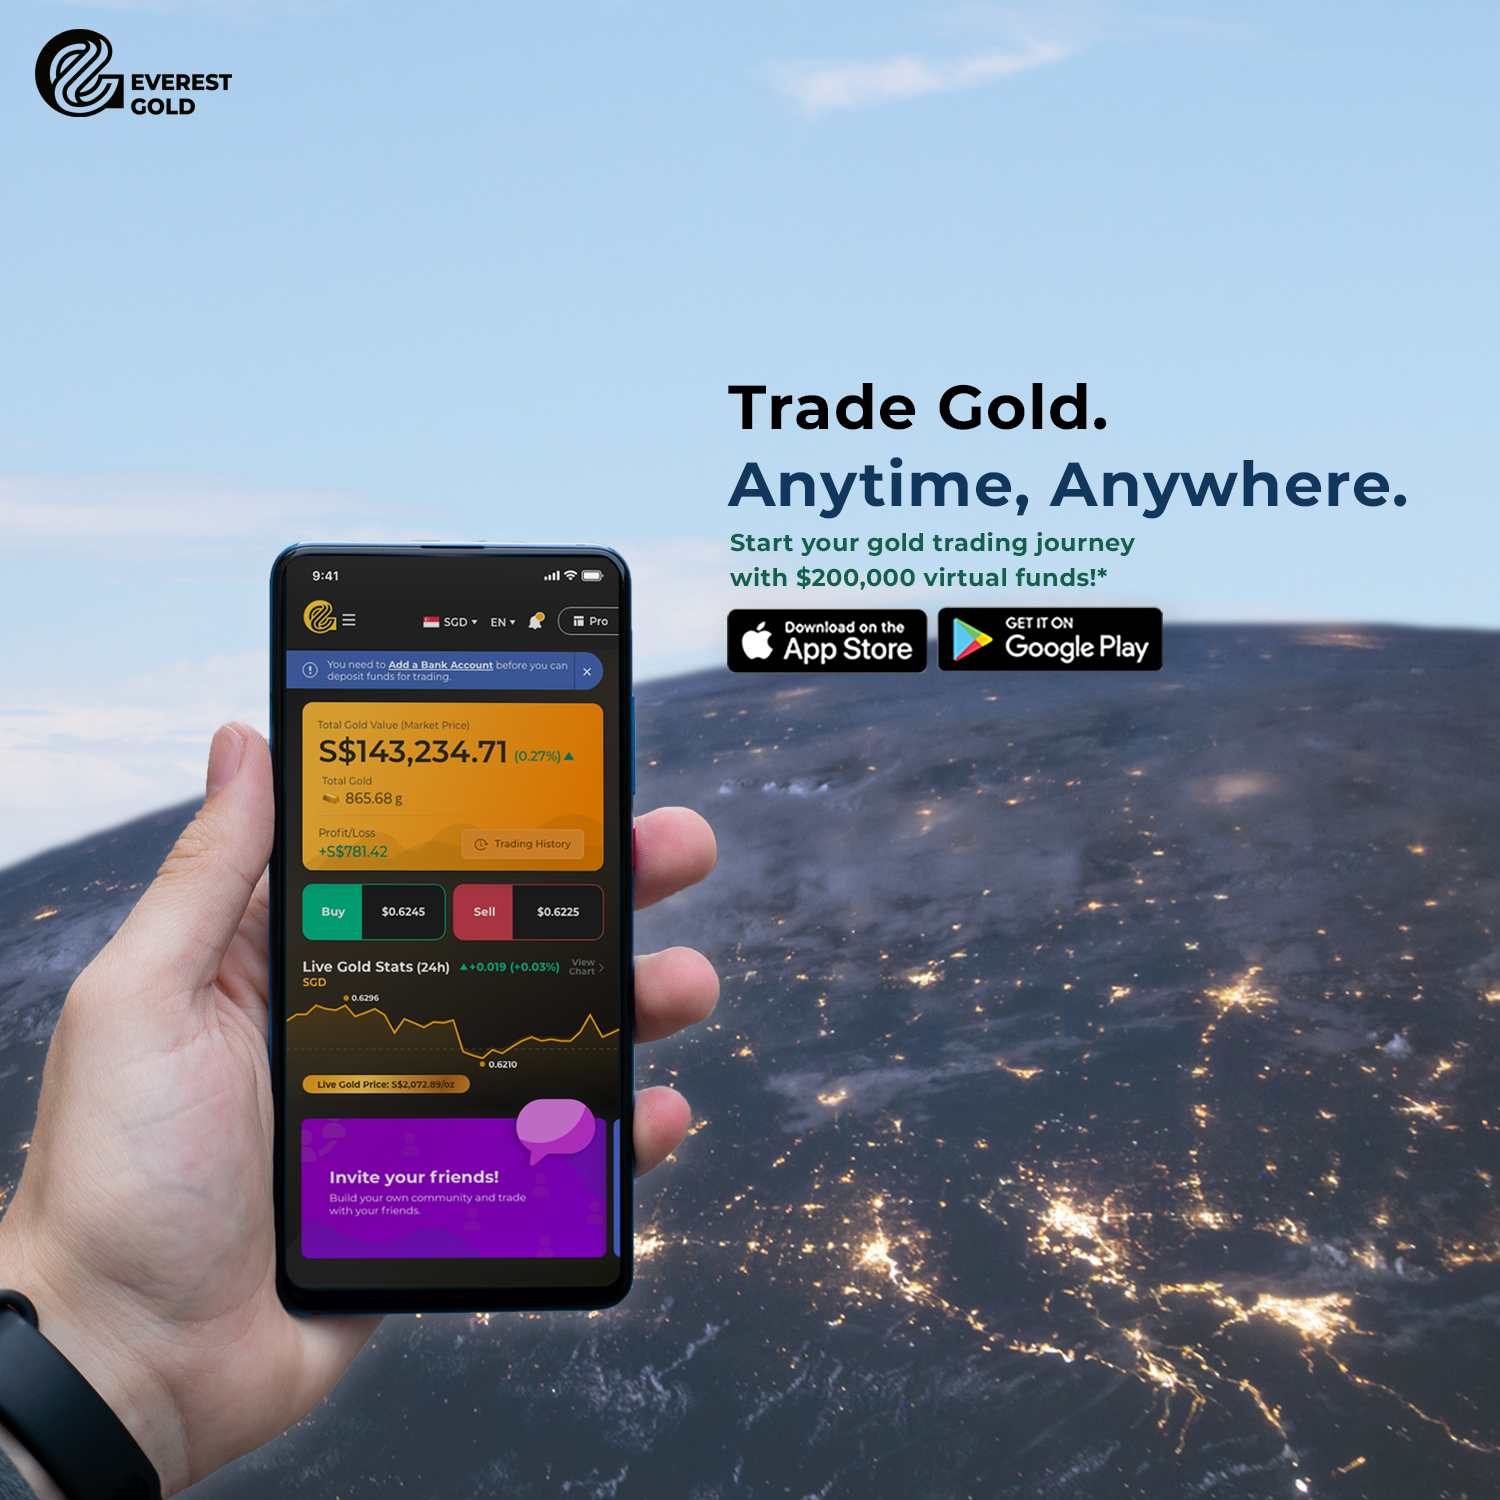 EVEREST
GOLD
Trade Gold.
Anytime, Anywhere.
Start your gold trading journey
with $200,000 virtual funds!*
Download on the
App Store
GET IT ON
Google Play
9:41
SGD
EN
Pro
You need to Add a Bank Account before you can
deposit funds for trading.
Total Gold Value (Market Price)
S$143,234.71 (0.27%)
Total Gold
865.68 g
Profit/Loss
+S$781.42
Trading History
Buy $0.6245
Sell $0.6225
Live Gold Stats (24h) ▲+0.019 (+0.03%)
View
Chart
SGD
0.6296
0.6210
Live Gold Price: S$2,072.89/oz
Invite your friends!
Build your own community and trade
with your friends.